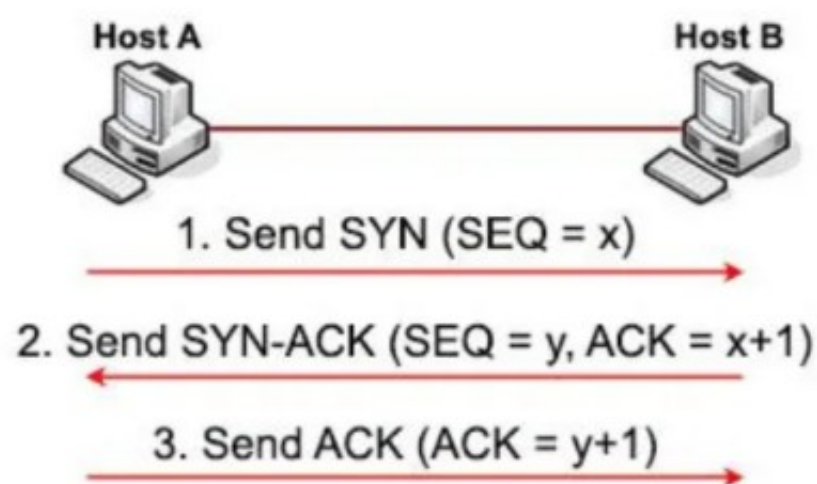 Host A
Host B
1. Send SYN (SEQ = x)
2. Send SYN-ACK (SEQ = y, ACK = x+1)
3. Send ACK (ACK = y+1)